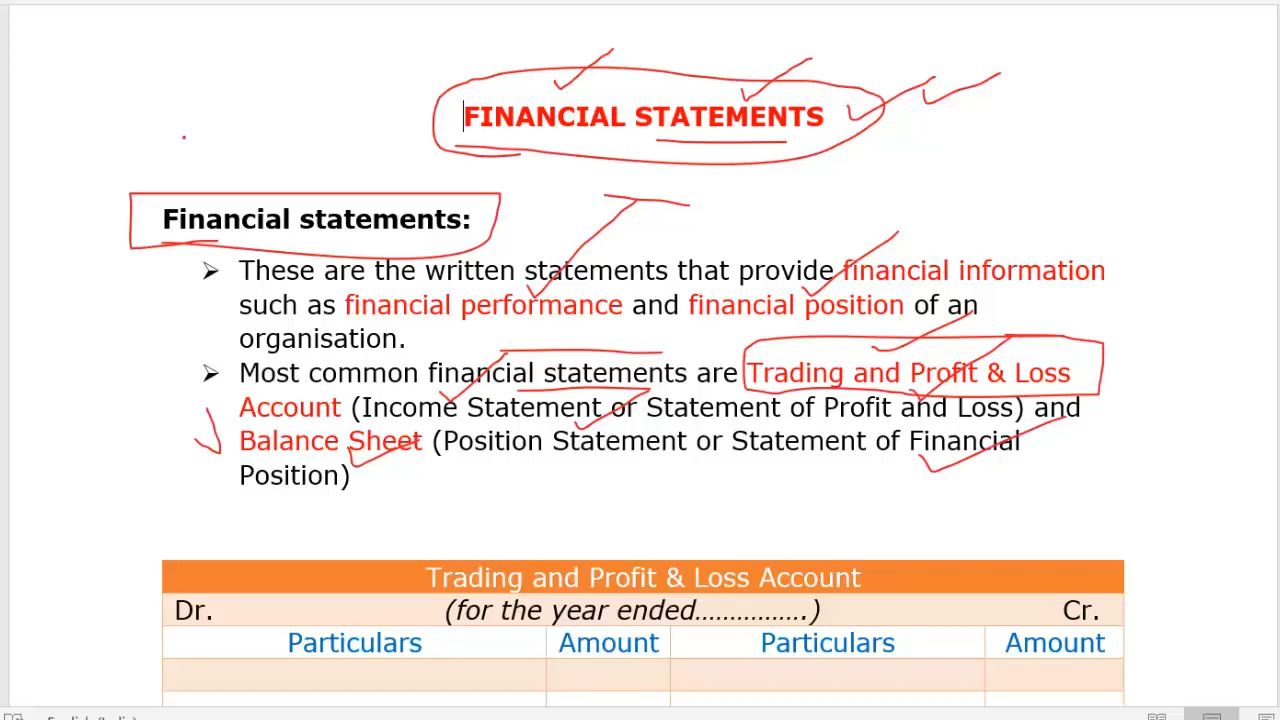 FINANCIAL STATEMENTS
Financial statements:
➢ These are the written statements that provide financial information
such as financial performance and financial position of an
organisation.
➢ Most common financial statements are Trading and Profit & Loss
Account (Income Statement or Statement of Profit and Loss) and
Balance Sheet (Position Statement or Statement of Financial
Position)
Trading and Profit & Loss Account
Dr. (for the year ended…………….) Cr.
Particulars Amount Particulars Amount